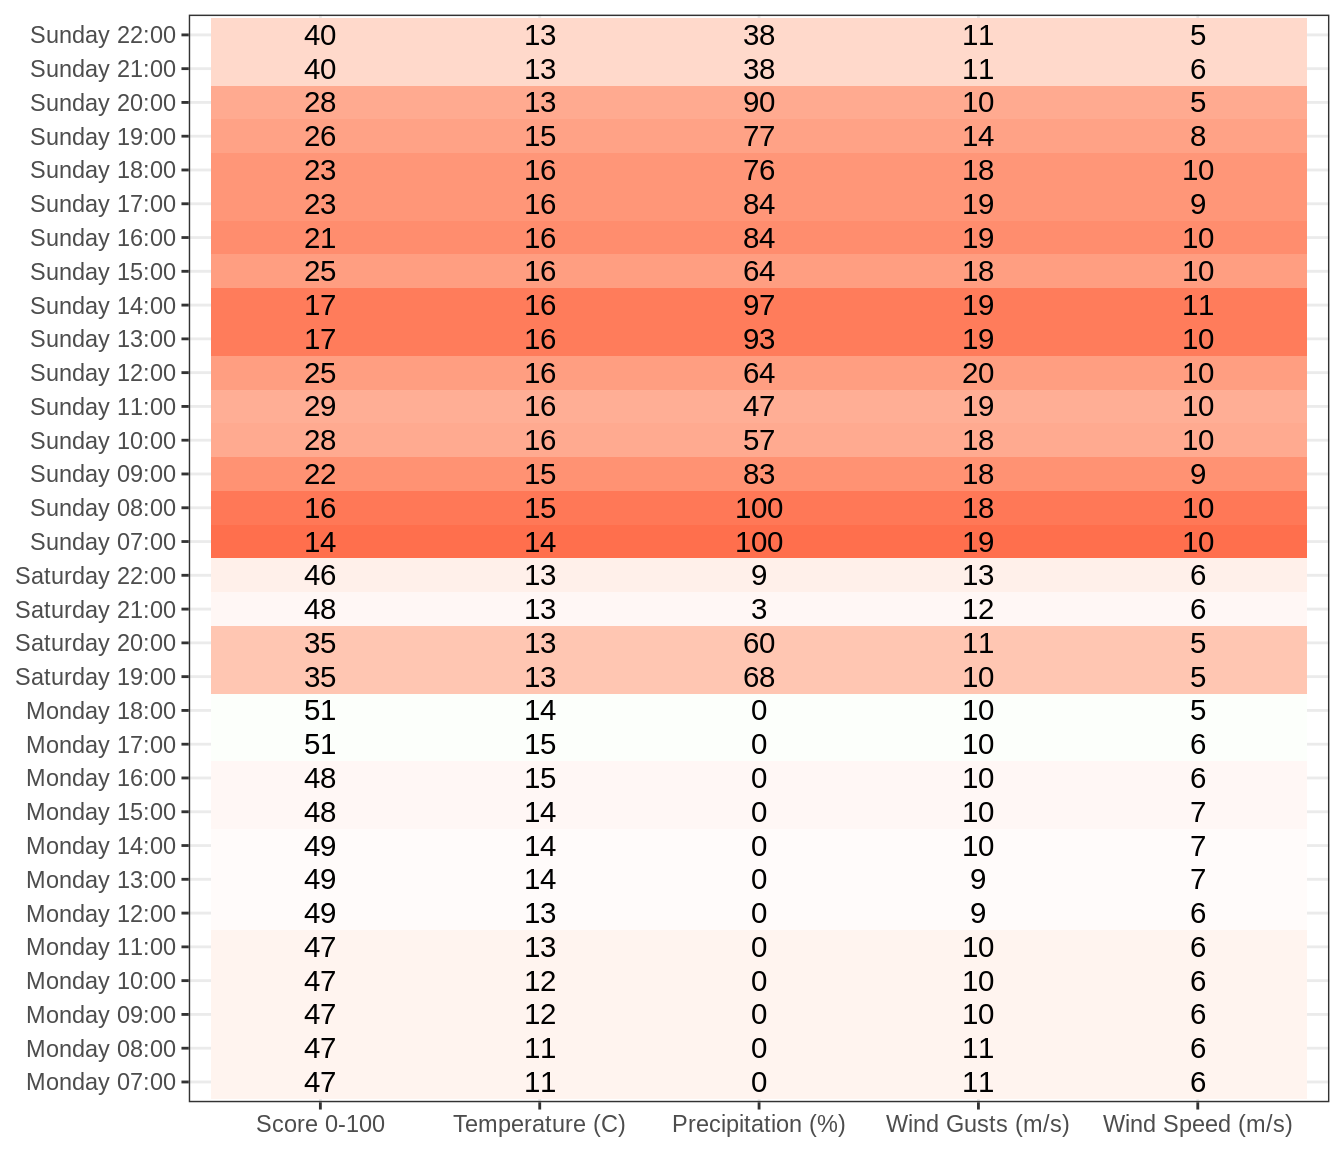 Sunday 22:00 40 13 38 11 5
Sunday 21:00 40 13 38 11 6
Sunday 20:00 28 13 90 10 5
Sunday 19:00 26 15 77 14 8
Sunday 18:00 23 16 76 18 10
Sunday 17:00 23 16 84 19 9
Sunday 16:00 21 16 84 19 10
Sunday 15:00 25 16 64 18 10
Sunday 14:00 17 16 97 19 11
Sunday 13:00 17 16 93 19 10
Sunday 12:00 25 16 64 20 10
Sunday 11:00 29 16 47 19 10
Sunday 10:00 28 16 57 18 10
Sunday 09:00 22 15 83 18 9
Sunday 08:00 16 15 100 18 10
Sunday 07:00 14 14 100 19 10
Saturday 22:00 46 13 9 13 6
Saturday 21:00 48 13 3 12 6
Saturday 20:00 35 13 60 11 5
Saturday 19:00 35 13 68 10 5
Monday 18:00 51 14 0 10 5
Monday 17:00 51 15 0 10 6
Monday 16:00 48 15 0 10 6
Monday 15:00 48 14 0 10 7
Monday 14:00 49 14 0 10 7
Monday 13:00 49 14 0 9 7
Monday 12:00 49 13 0 9 6
Monday 11:00 47 13 0 10 6
Monday 10:00 47 12 0 10 6
Monday 09:00 47 12 0 10 6
Monday 08:00 47 11 0 11 6
Monday 07:00 47 11 0 11 6
Score 0-100 Temperature (C) Precipitation (%) Wind Gusts (m/s) Wind Speed (m/s)